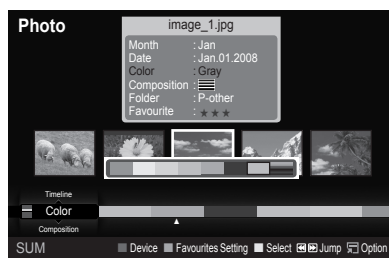 Photo
image_1.jpg
Month : Jan
Date : Jan.01.2008
Color : Gray
Composition :
Folder : P-other
Favourite : ★ ★ ★
Timeline
Color
Composition
SUM
Device Favourites Setting Select Jump Option